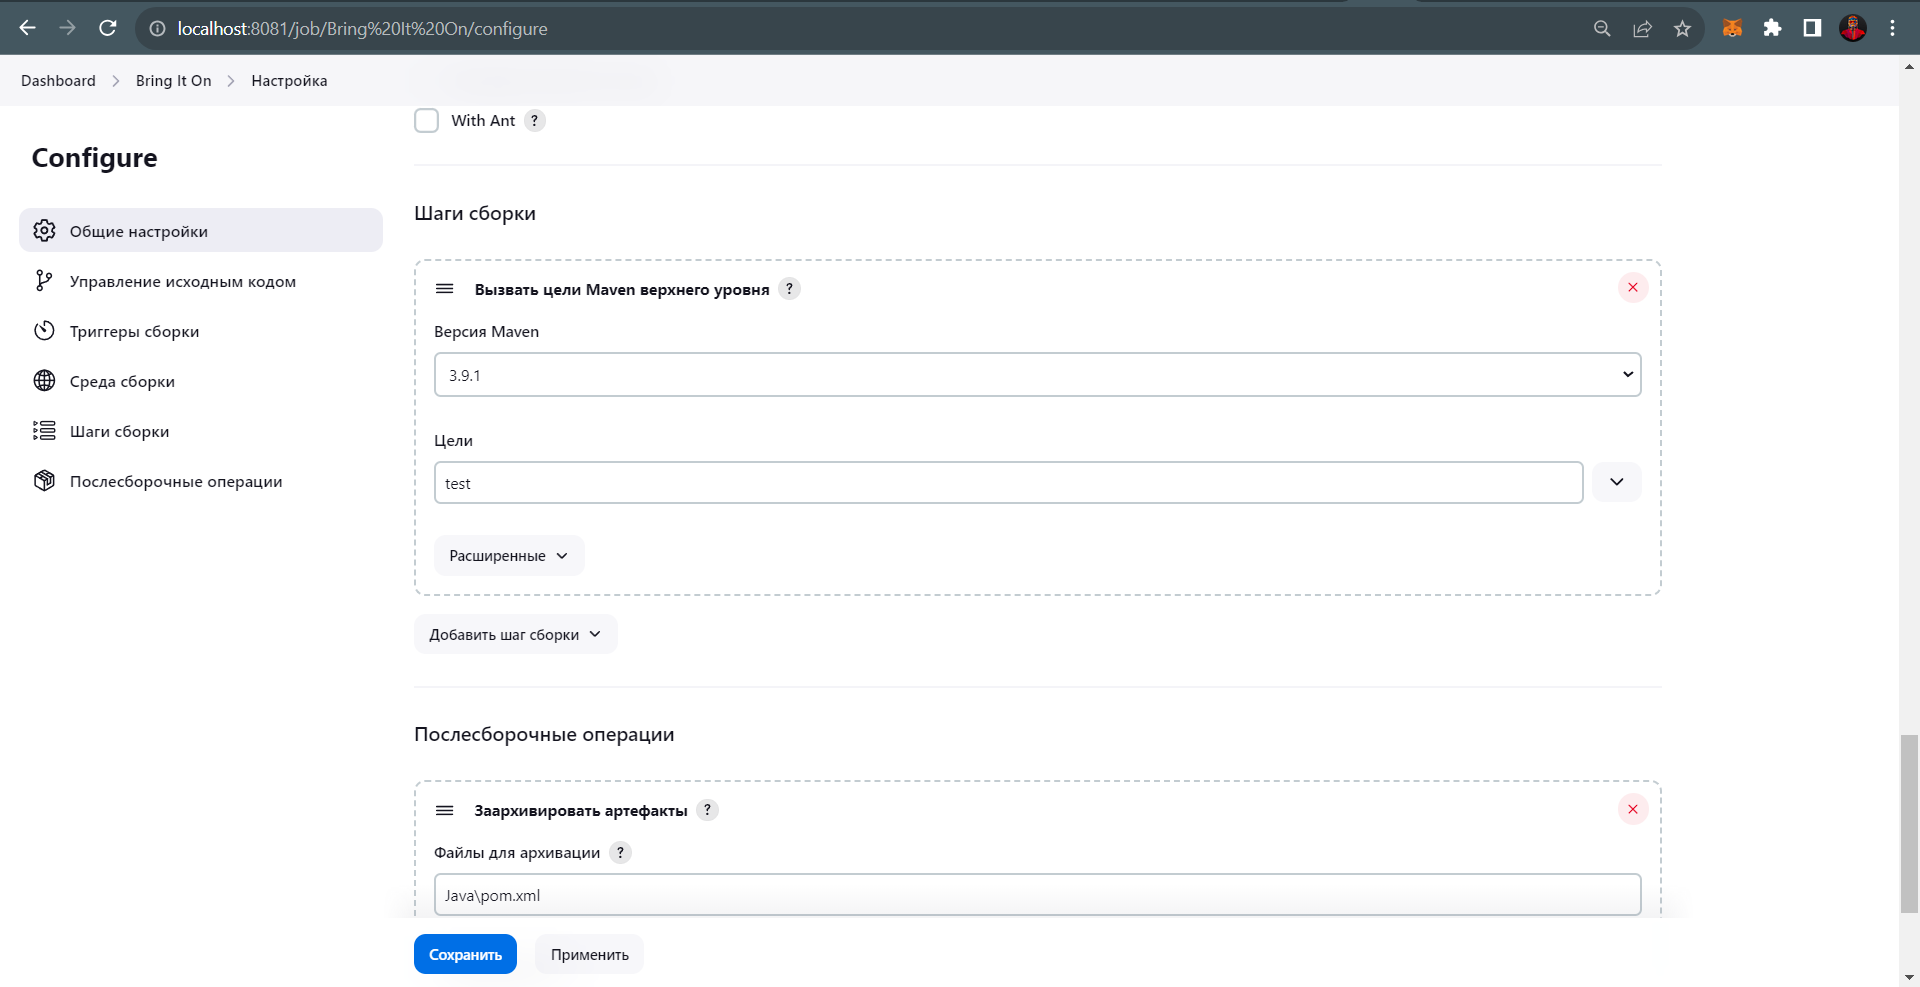 localhost:8081/job/Bring%20It%20On/configure
Dashboard
Bring It On
Настройка
With Ant ?
Configure
Общие настройки
Управление исходным кодом
Триггеры сборки
Среда сборки
Шаги сборки
Послесборочные операции
Шаги сборки
Вызвать цели Maven верхнего уровня ?
Версия Maven
3.9.1
Цели
test
Расширенные
Добавить шаг сборки
Послесборочные операции
Заархивировать артефакты ?
Файлы для архивации ?
Java\pom.xml
Сохранить
Применить